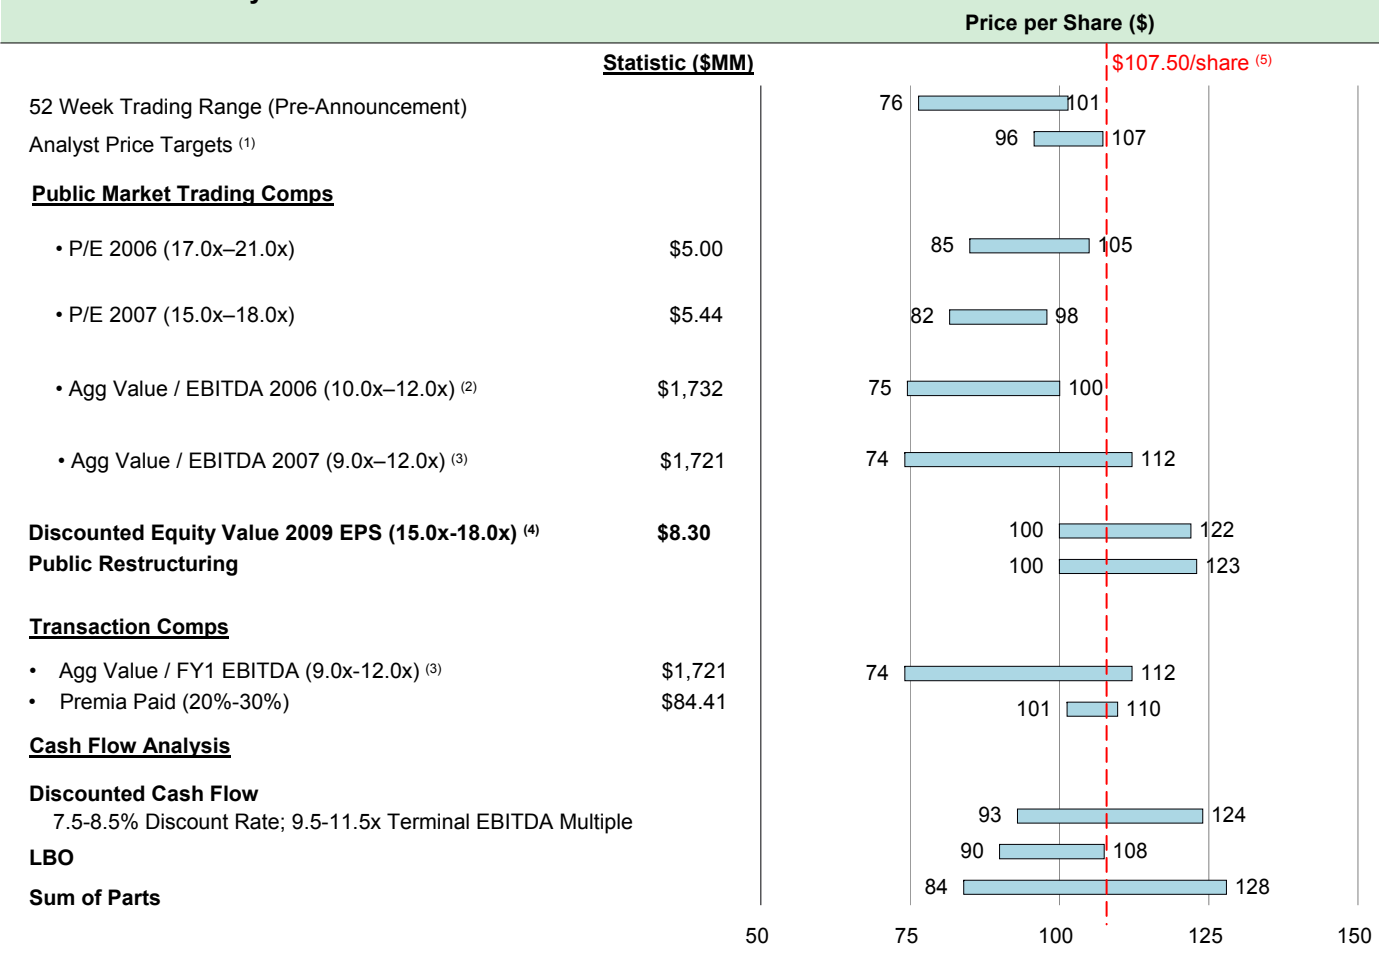 Price per Share ($)
Statistic ($MM)
$107.50/share (5)
52 Week Trading Range (Pre-Announcement) 76 101
Analyst Price Targets (1) 96 107
Public Market Trading Comps
• P/E 2006 (17.0x–21.0x) $5.00 85 105
• P/E 2007 (15.0x–18.0x) $5.44 82 98
• Agg Value / EBITDA 2006 (10.0x–12.0x) (2) $1,732 75 100
• Agg Value / EBITDA 2007 (9.0x–12.0x) (3) $1,721 74 112
Discounted Equity Value 2009 EPS (15.0x-18.0x) (4) $8.30 100 122
Public Restructuring 100 123
Transaction Comps
• Agg Value / FY1 EBITDA (9.0x-12.0x) (3) $1,721 74 112
• Premia Paid (20%-30%) $84.41 101 110
Cash Flow Analysis
Discounted Cash Flow 93 124
7.5-8.5% Discount Rate; 9.5-11.5x Terminal EBITDA Multiple
LBO 90 108
Sum of Parts 84 128
50 75 100 125 150